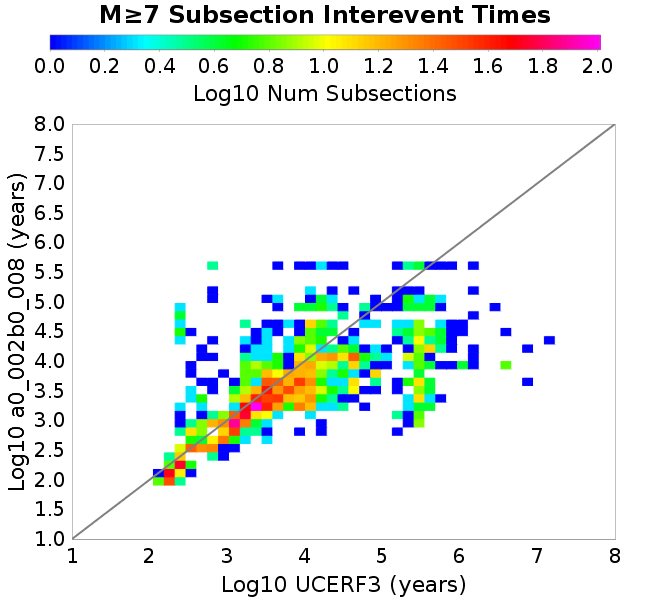 M≥7 Subsection Interevent Times
0.0 0.2 0.4 0.6 0.8 1.0 1.2 1.4 1.6 1.8 2.0
Log10 Num Subsections
8.0
7.5
7.0
6.5
6.0
5.5
5.0
4.5
4.0
3.5
3.0
2.5
2.0
1.5
1.0
Log10 a0_002b0_008 (years)
1 2 3 4 5 6 7 8
Log10 UCERF3 (years)